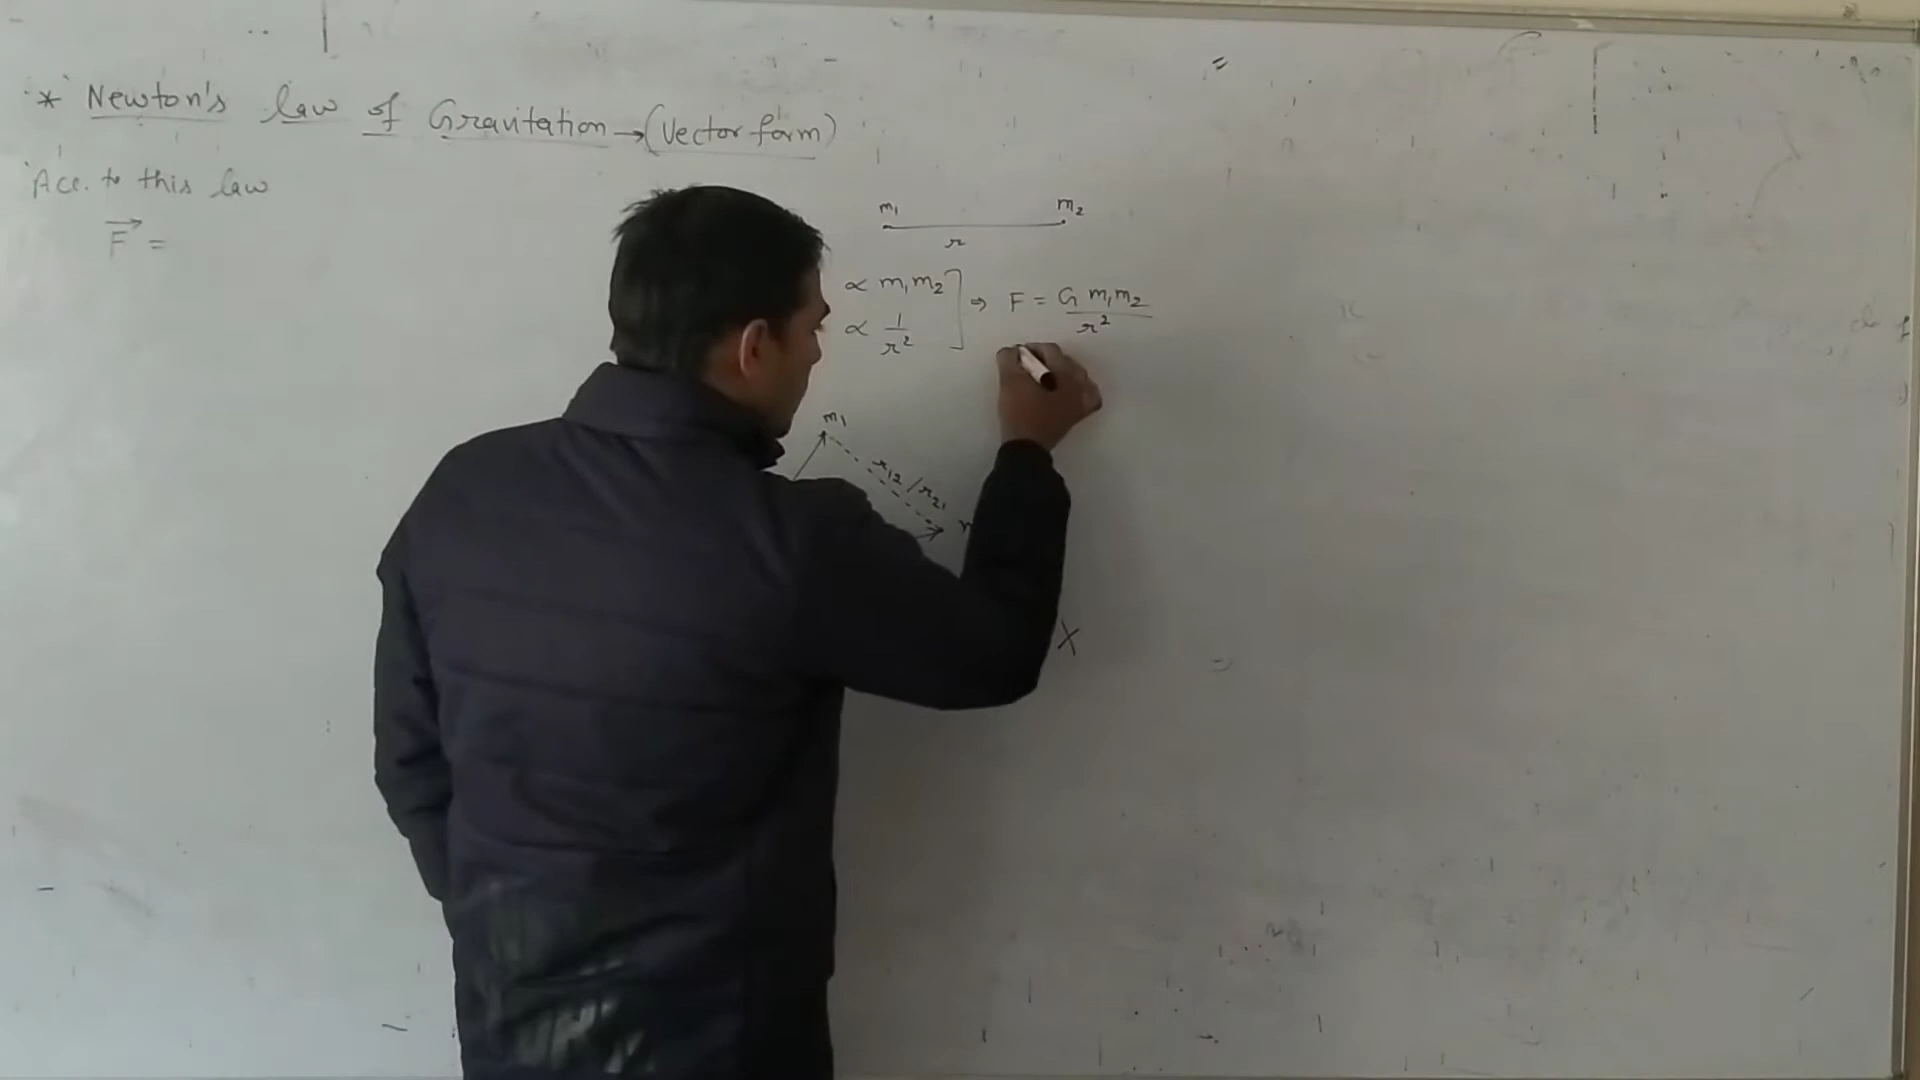 * Newton's law of Gravitation → (Vector form)
Acc. to this law
F⃗ =
m₁ m₂
r
∝ m₁m₂ ] ⇒ F = G m₁m₂ / r²
∝ 1 / r²
m₁
r₁₂ / r₂₁
X